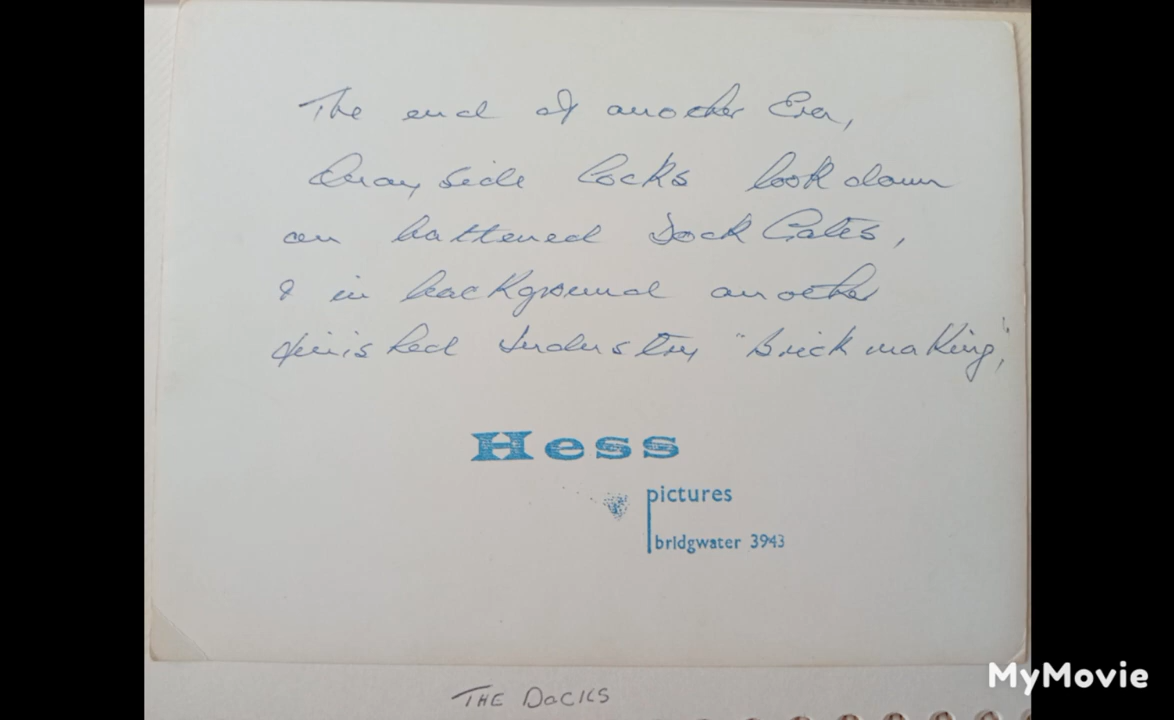 The end of another Era,
Quay side locks look down
on battened Dock Gates,
& in background another
finished Industry "Brick making,"
Hess
pictures
bridgwater 3943
THE DOCKS
MyMovie